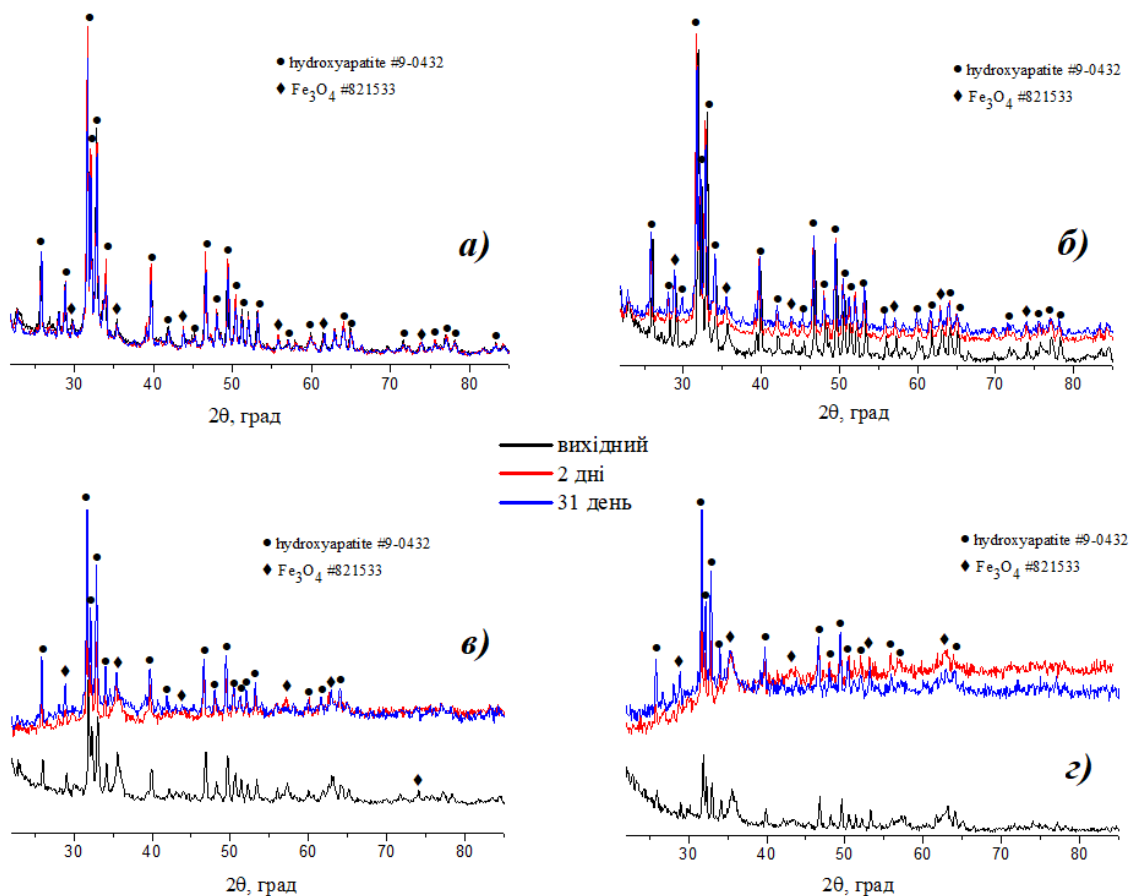 ● hydroxyapatite #9-0432
♦ Fe₃O₄ #821533
а)
30 40 50 60 70 80
2θ, град
● hydroxyapatite #9-0432
♦ Fe₃O₄ #821533
б)
30 40 50 60 70 80
2θ, град
вихідний
2 дні
31 день
● hydroxyapatite #9-0432
♦ Fe₃O₄ #821533
в)
30 40 50 60 70 80
2θ, град
● hydroxyapatite #9-0432
♦ Fe₃O₄ #821533
г)
30 40 50 60 70 80
2θ, град